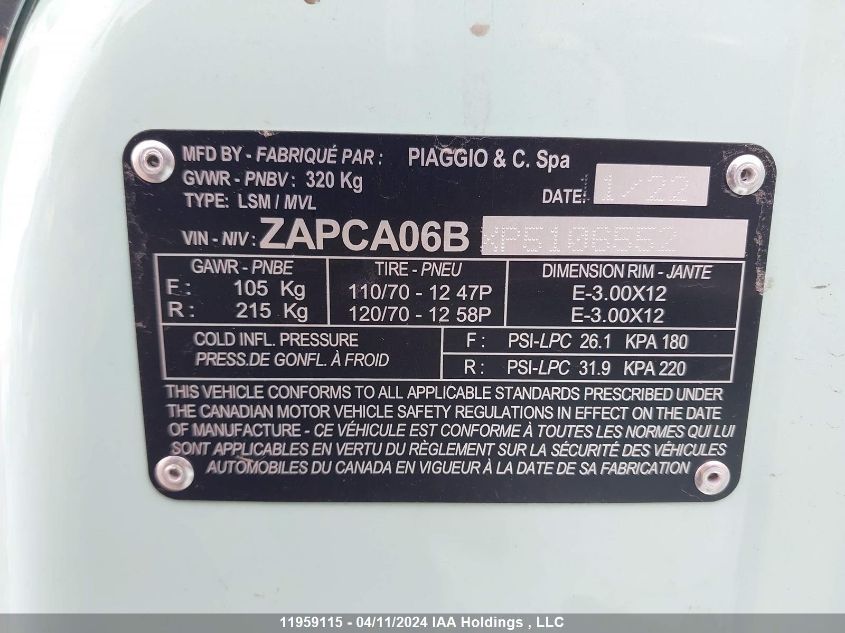 MFD BY - FABRIQUÉ PAR : PIAGGIO & C. Spa
GVWR - PNBV : 320 Kg DATE: 1/22
TYPE: LSM / MVL
VIN - NIV: ZAPCA06B
GAWR - PNBE TIRE - PNEU DIMENSION RIM - JANTE
F: 105 Kg 110/70 - 12 47P E-3.00X12
R: 215 Kg 120/70 - 12 58P E-3.00X12
COLD INFL. PRESSURE F: PSI-LPC 26.1 KPA 180
PRESS.DE GONFL. À FROID R: PSI-LPC 31.9 KPA 220
THIS VEHICLE CONFORMS TO ALL APPLICABLE STANDARDS PRESCRIBED UNDER
THE CANADIAN MOTOR VEHICLE SAFETY REGULATIONS IN EFFECT ON THE DATE
OF MANUFACTURE - CE VÉHICULE EST CONFORME À TOUTES LES NORMES QUI LUI
SONT APPLICABLES EN VERTU DU RÈGLEMENT SUR LA SÉCURITÉ DES VÉHICULES
AUTOMOBILES DU CANADA EN VIGUEUR À LA DATE DE SA FABRICATION
11959115 - 04/11/2024 IAA Holdings , LLC